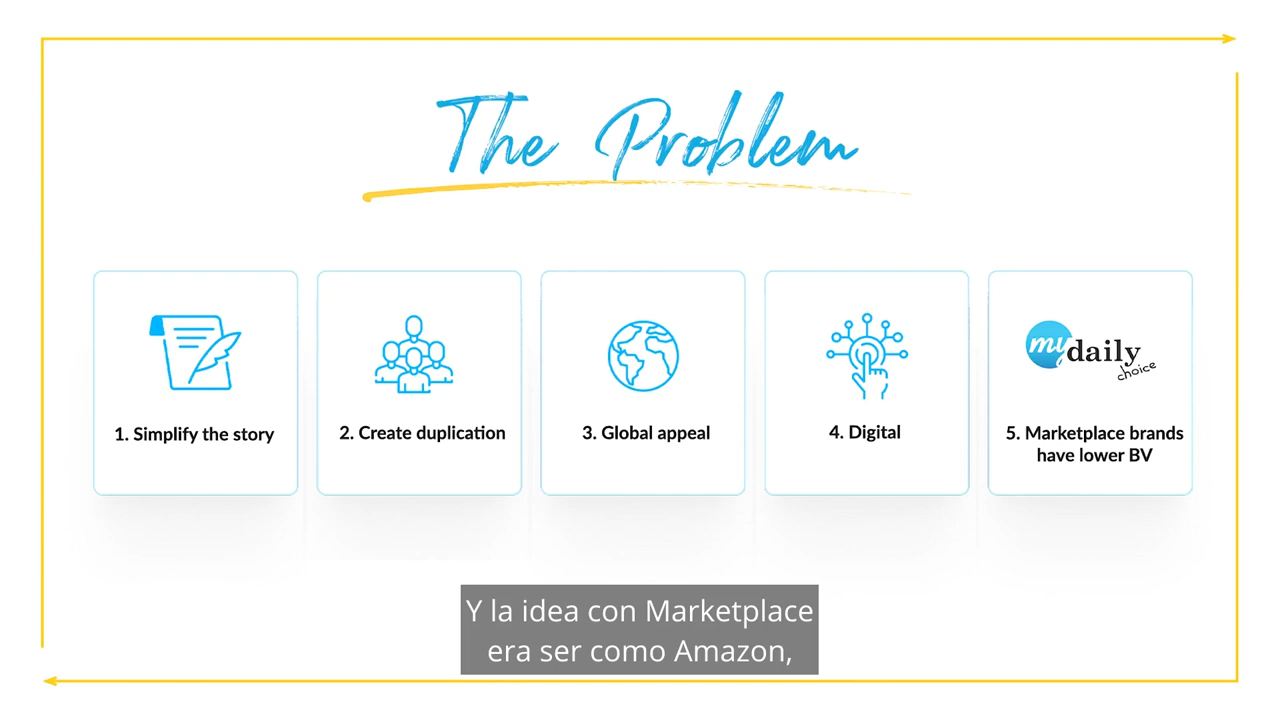 The Problem
my daily
choice
1. Simplify the story
2. Create duplication
3. Global appeal
4. Digital
5. Marketplace brands
have lower BV
Y la idea con Marketplace
era ser como Amazon,